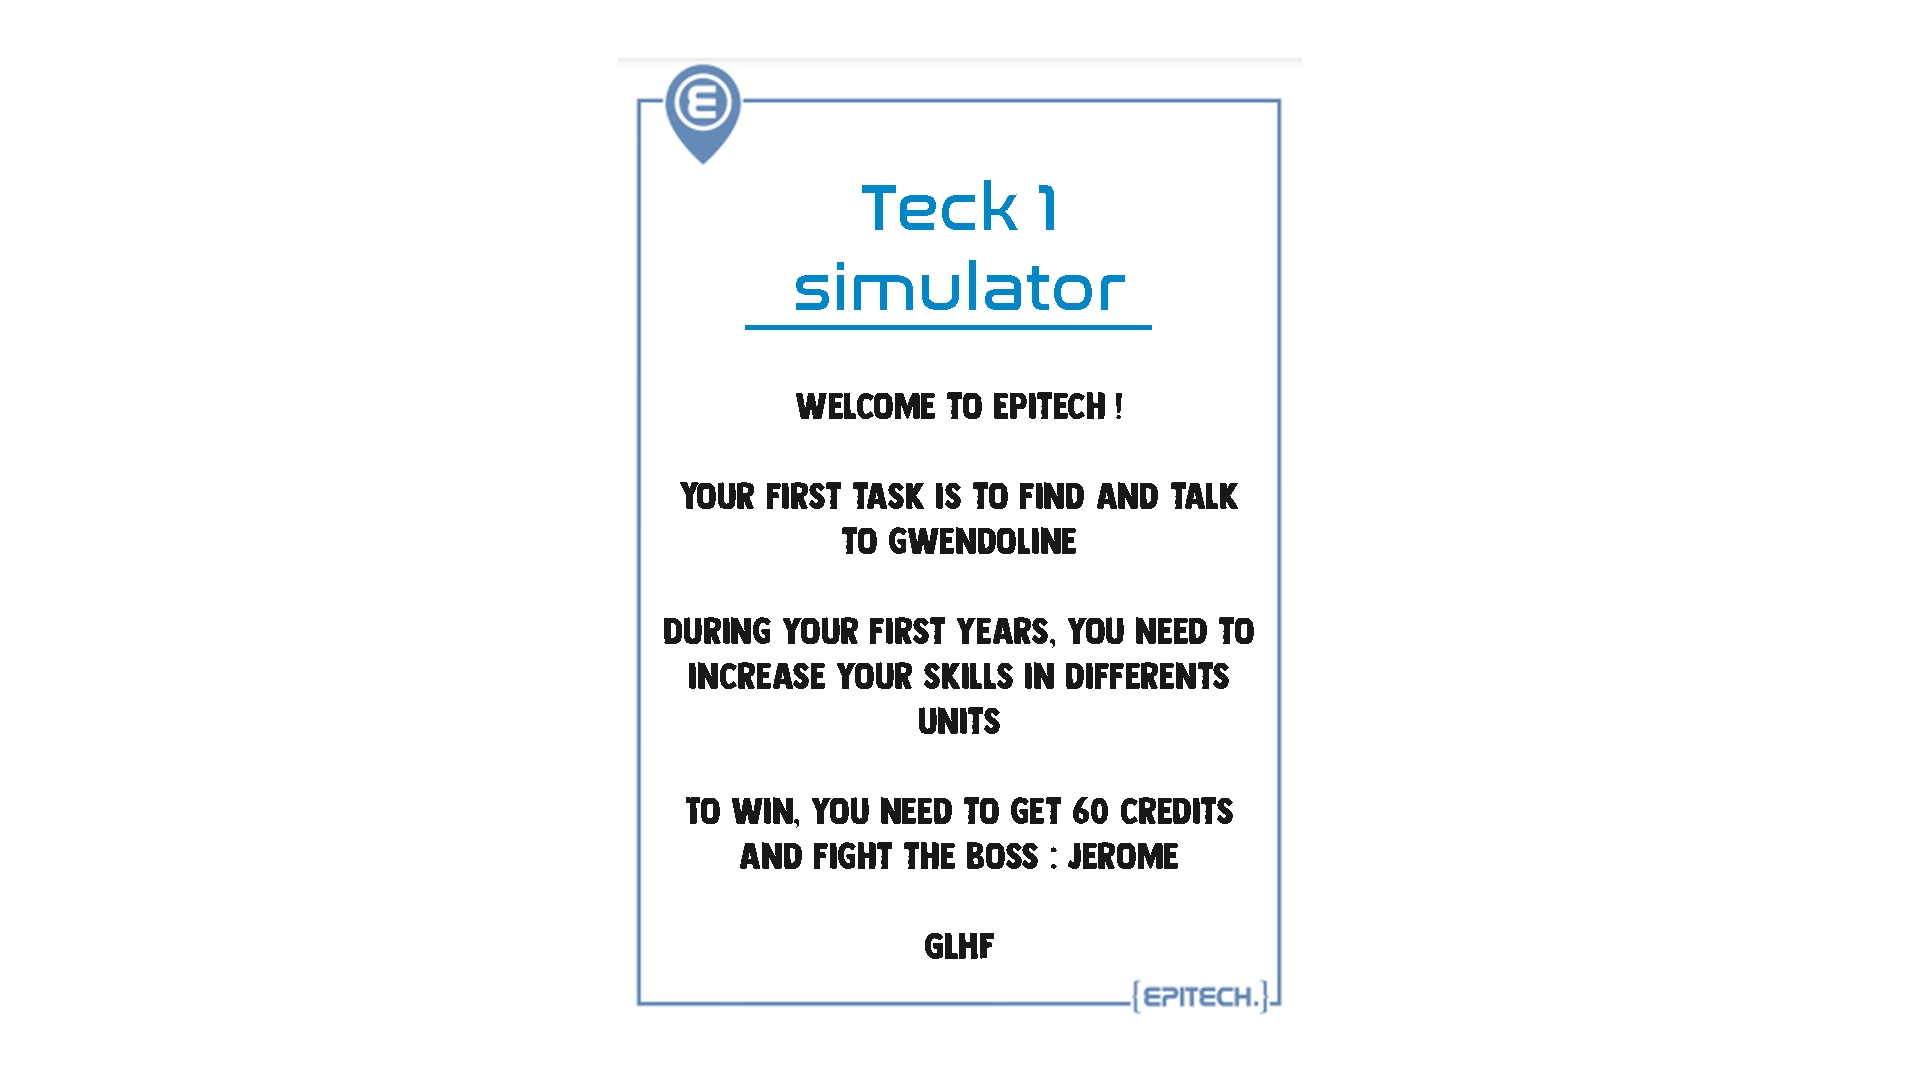 E
Teck 1
simulator
WELCOME TO EPITECH !
YOUR FIRST TASK IS TO FIND AND TALK
TO GWENDOLINE
DURING YOUR FIRST YEARS, YOU NEED TO
INCREASE YOUR SKILLS IN DIFFERENTS
UNITS
TO WIN, YOU NEED TO GET 60 CREDITS
AND FIGHT THE BOSS : JEROME
GLHF
{EPITECH.}